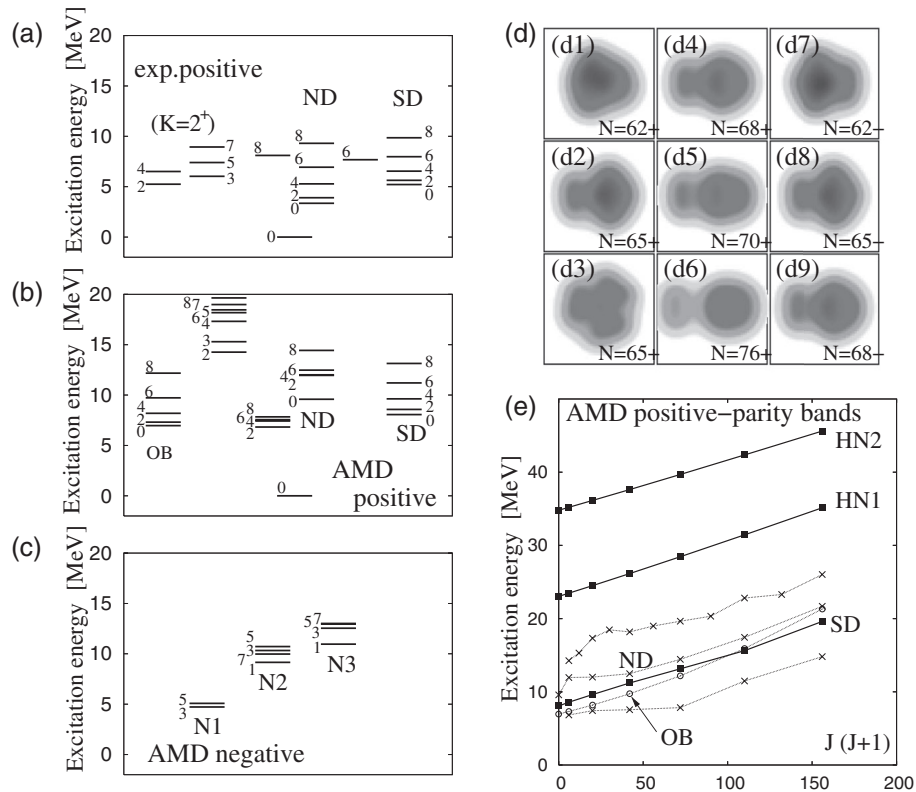 (a)
Excitation energy [MeV]
20
15
10
5
0
exp.positive
(K=2+)
ND
SD
4
2
7
5
3
8
8
6
4
2
0
6
8
6
4
2
0
0
(b)
Excitation energy [MeV]
20
15
10
5
0
8
6
4
2
0
OB
8
7
6
5
4
3
2
8
6
4
2
8
6
4
2
0
ND
8
6
4
2
0
SD
0
AMD
positive
(c)
Excitation energy [MeV]
20
15
10
5
0
5
3
N1
5
3
7
1
N2
7
5
3
1
N3
AMD negative
(d)
(d1)
N=62+
(d4)
N=68+
(d7)
N=62−
(d2)
N=65+
(d5)
N=70+
(d8)
N=65−
(d3)
N=65+
(d6)
N=76+
(d9)
N=68−
(e)
AMD positive−parity bands
Excitation energy [MeV]
40
30
20
10
0
HN2
HN1
SD
ND
OB
J (J+1)
0
50
100
150
200